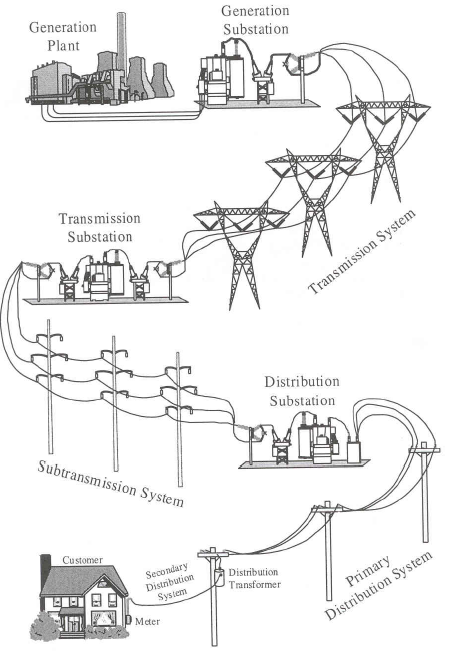 Generation
Plant
Generation
Substation
Transmission System
Transmission
Substation
Subtransmission System
Distribution
Substation
Primary
Distribution System
Distribution
Transformer
Secondary
Distribution
System
Customer
Meter